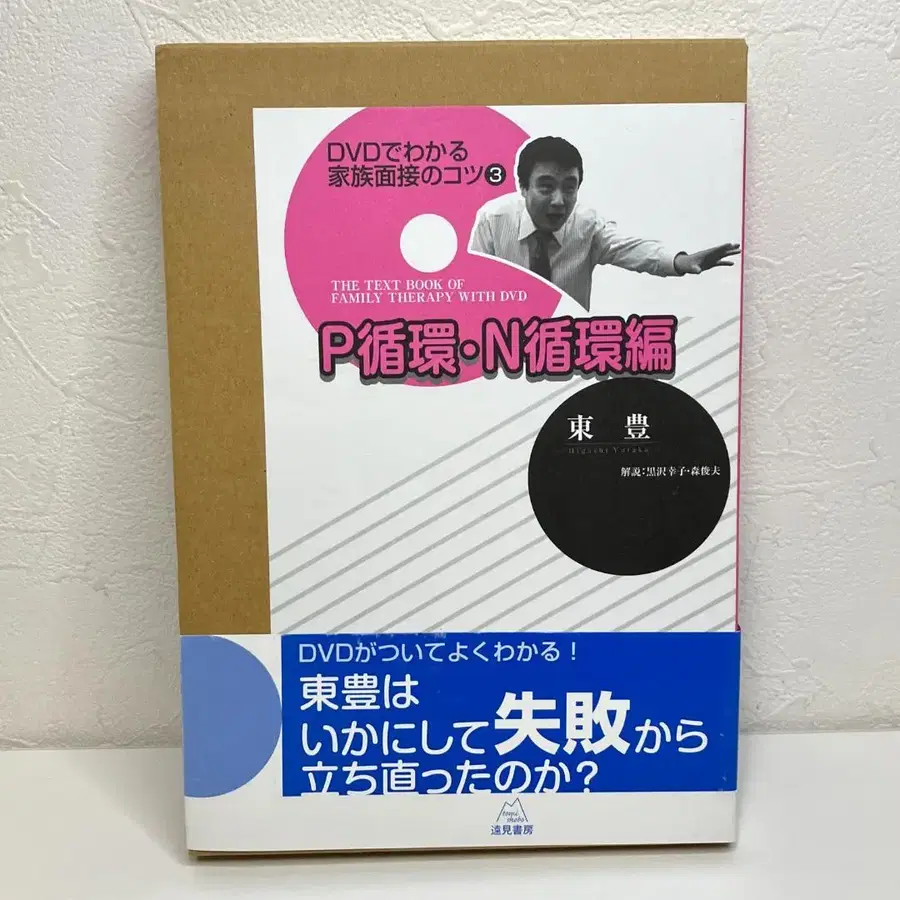 DVDでわかる
家族面接のコツ❸
THE TEXT BOOK OF
FAMILY THERAPY WITH DVD
P循環・N循環編
東 豊
Higashi Yutaka
解説：黒沢幸子・森俊夫
DVDがついてよくわかる！
東豊は
いかにして失敗から
立ち直ったのか？
tomi
shobo
遠見書房